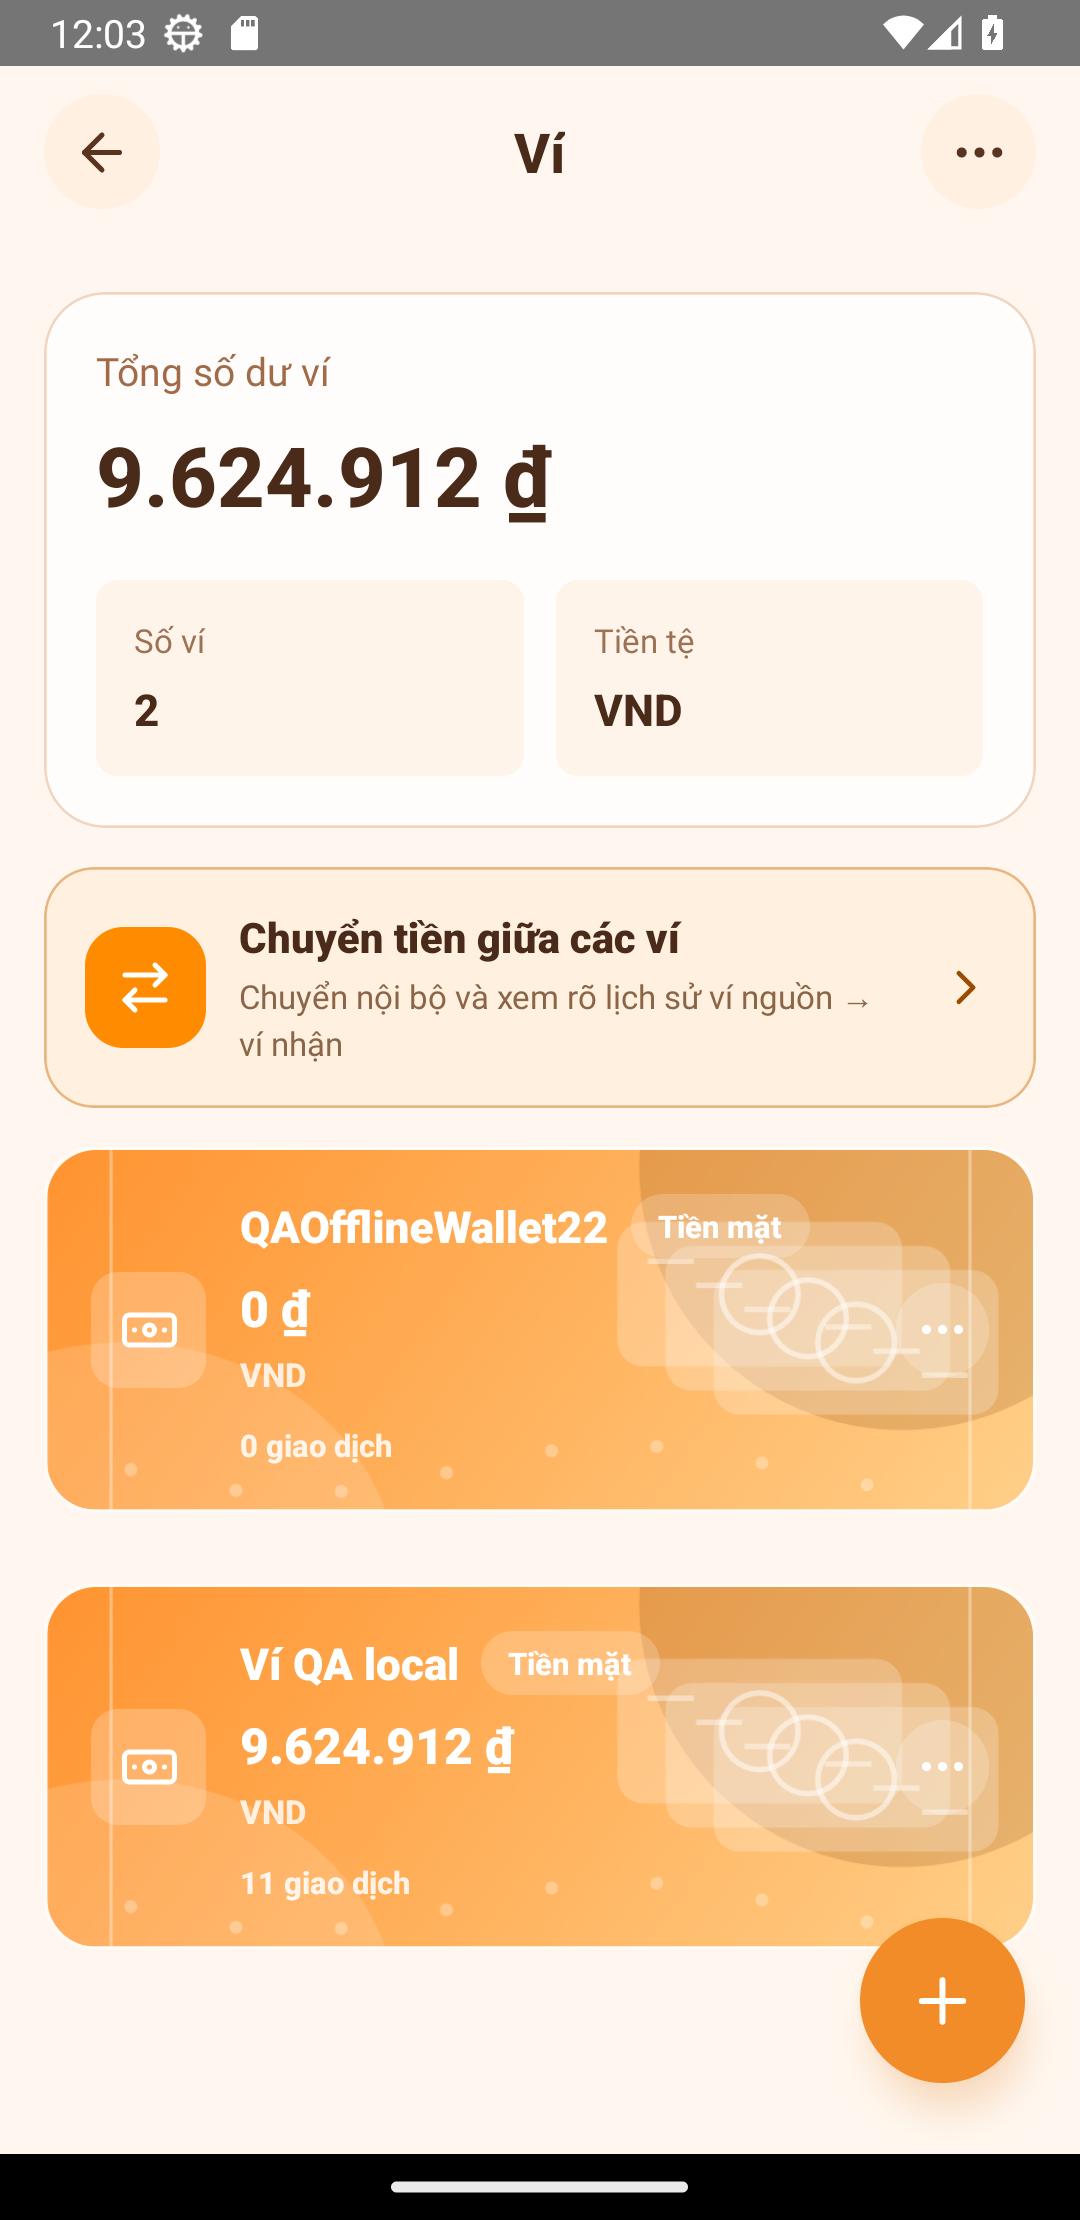 12:03
Ví
Tổng số dư ví
9.624.912 ₫
Số ví
2
Tiền tệ
VND
Chuyển tiền giữa các ví
Chuyển nội bộ và xem rõ lịch sử ví nguồn →
ví nhận
QAOfflineWallet22
Tiền mặt
0 ₫
VND
0 giao dịch
Ví QA local
Tiền mặt
9.624.912 ₫
VND
11 giao dịch